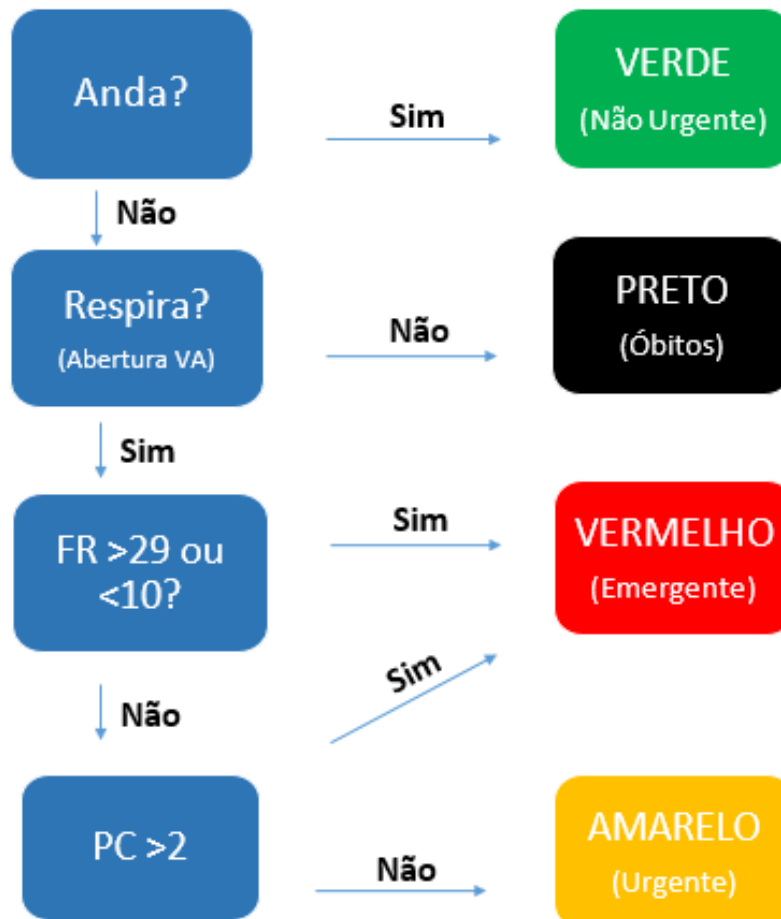 Anda?
Sim
VERDE
(Não Urgente)
Não
Respira?
(Abertura VA)
Não
PRETO
(Óbitos)
Sim
FR >29 ou
<10?
Sim
VERMELHO
(Emergente)
Não
Sim
PC >2
Não
AMARELO
(Urgente)